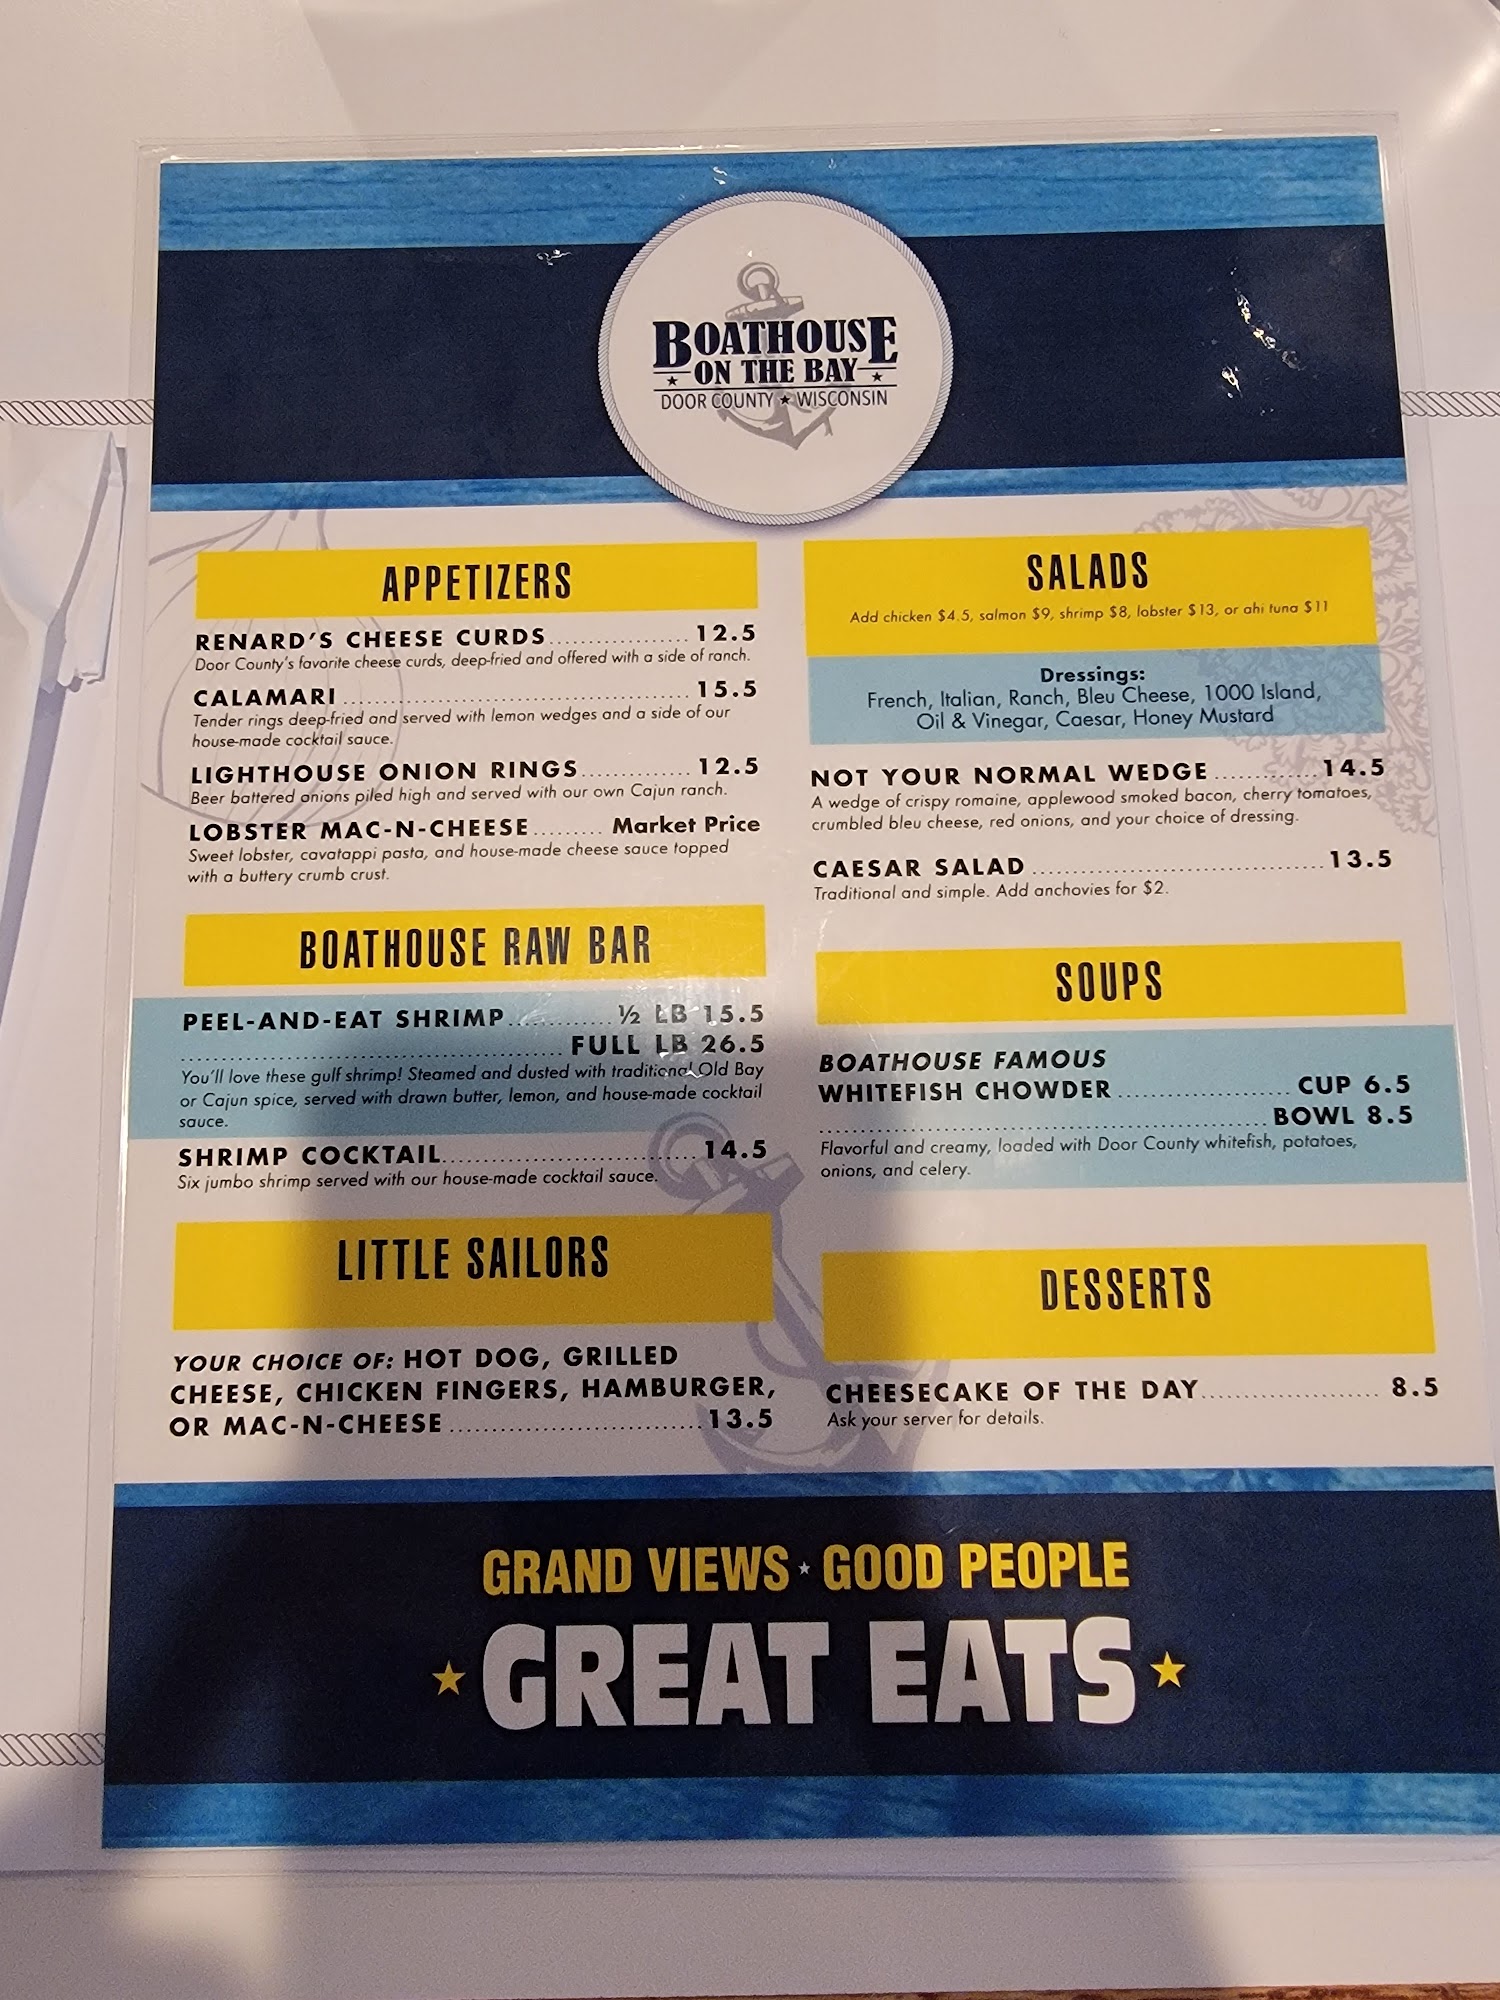 BOATHOUSE
ON THE BAY
DOOR COUNTY ★ WISCONSIN
APPETIZERS
RENARD'S CHEESE CURDS................. 12.5
Door County's favorite cheese curds, deep-fried and offered with a side of ranch.
CALAMARI.......................................... 15.5
Tender rings deep-fried and served with lemon wedges and a side of our
house-made cocktail sauce.
LIGHTHOUSE ONION RINGS............. 12.5
Beer battered onions piled high and served with our own Cajun ranch.
LOBSTER MAC-N-CHEESE......... Market Price
Sweet lobster, cavatappi pasta, and house-made cheese sauce topped
with a buttery crumb crust.
BOATHOUSE RAW BAR
PEEL-AND-EAT SHRIMP............ ½ LB 15.5
.............................................. FULL LB 26.5
You'll love these gulf shrimp! Steamed and dusted with traditional Old Bay
or Cajun spice, served with drawn butter, lemon, and house-made cocktail
sauce.
SHRIMP COCKTAIL............................... 14.5
Six jumbo shrimp served with our house-made cocktail sauce.
LITTLE SAILORS
YOUR CHOICE OF: HOT DOG, GRILLED
CHEESE, CHICKEN FINGERS, HAMBURGER,
OR MAC-N-CHEESE............................... 13.5
SALADS
Add chicken $4.5, salmon $9, shrimp $8, lobster $13, or ahi tuna $11
Dressings:
French, Italian, Ranch, Bleu Cheese, 1000 Island,
Oil & Vinegar, Caesar, Honey Mustard
NOT YOUR NORMAL WEDGE............. 14.5
A wedge of crispy romaine, applewood smoked bacon, cherry tomatoes,
crumbled bleu cheese, red onions, and your choice of dressing.
CAESAR SALAD.................................... 13.5
Traditional and simple. Add anchovies for $2.
SOUPS
BOATHOUSE FAMOUS
WHITEFISH CHOWDER..................... CUP 6.5
...................................................... BOWL 8.5
Flavorful and creamy, loaded with Door County whitefish, potatoes,
onions, and celery.
DESSERTS
CHEESECAKE OF THE DAY..................... 8.5
Ask your server for details.
GRAND VIEWS ★ GOOD PEOPLE
★ GREAT EATS ★